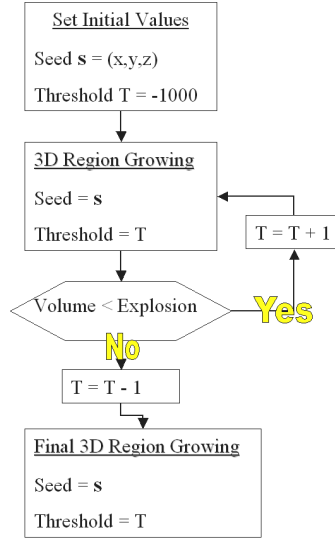 Set Initial Values
Seed s = (x,y,z)
Threshold T = -1000
3D Region Growing
Seed = s
Threshold = T
T = T + 1
Volume < Explosion
Yes
No
T = T - 1
Final 3D Region Growing
Seed = s
Threshold = T